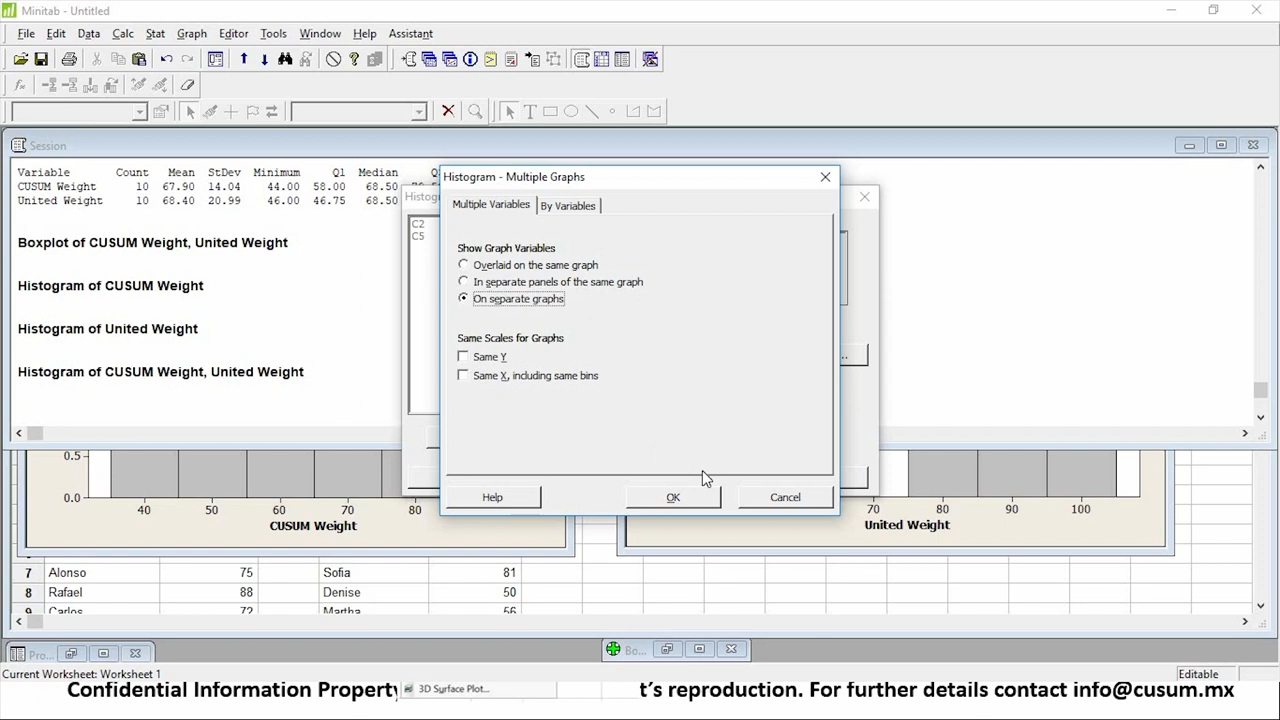 Minitab - Untitled
File Edit Data Calc Stat Graph Editor Tools Window Help Assistant
Session
Variable Count Mean StDev Minimum Q1 Median
CUSUM Weight 10 67.90 14.04 44.00 58.00 68.50
United Weight 10 68.40 20.99 46.00 46.75 68.50
Boxplot of CUSUM Weight, United Weight
Histogram of CUSUM Weight
Histogram of United Weight
Histogram of CUSUM Weight, United Weight
C2
C5
Histogram - Multiple Graphs
Multiple Variables By Variables
Show Graph Variables
Overlaid on the same graph
In separate panels of the same graph
On separate graphs
Same Scales for Graphs
Same Y
Same X, including same bins
Help OK Cancel
0.5
0.0
40 50 60 70 80 90
CUSUM Weight
70 80 90 100
United Weight
7 Alonso 75 Sofia 81
8 Rafael 88 Denise 50
9 Carlos 72 Martha 56
Pro... Bo...
Current Worksheet: Worksheet 1 Editable
Confidential Information Property 3D Surface Plot... t's reproduction. For further details contact info@cusum.mx